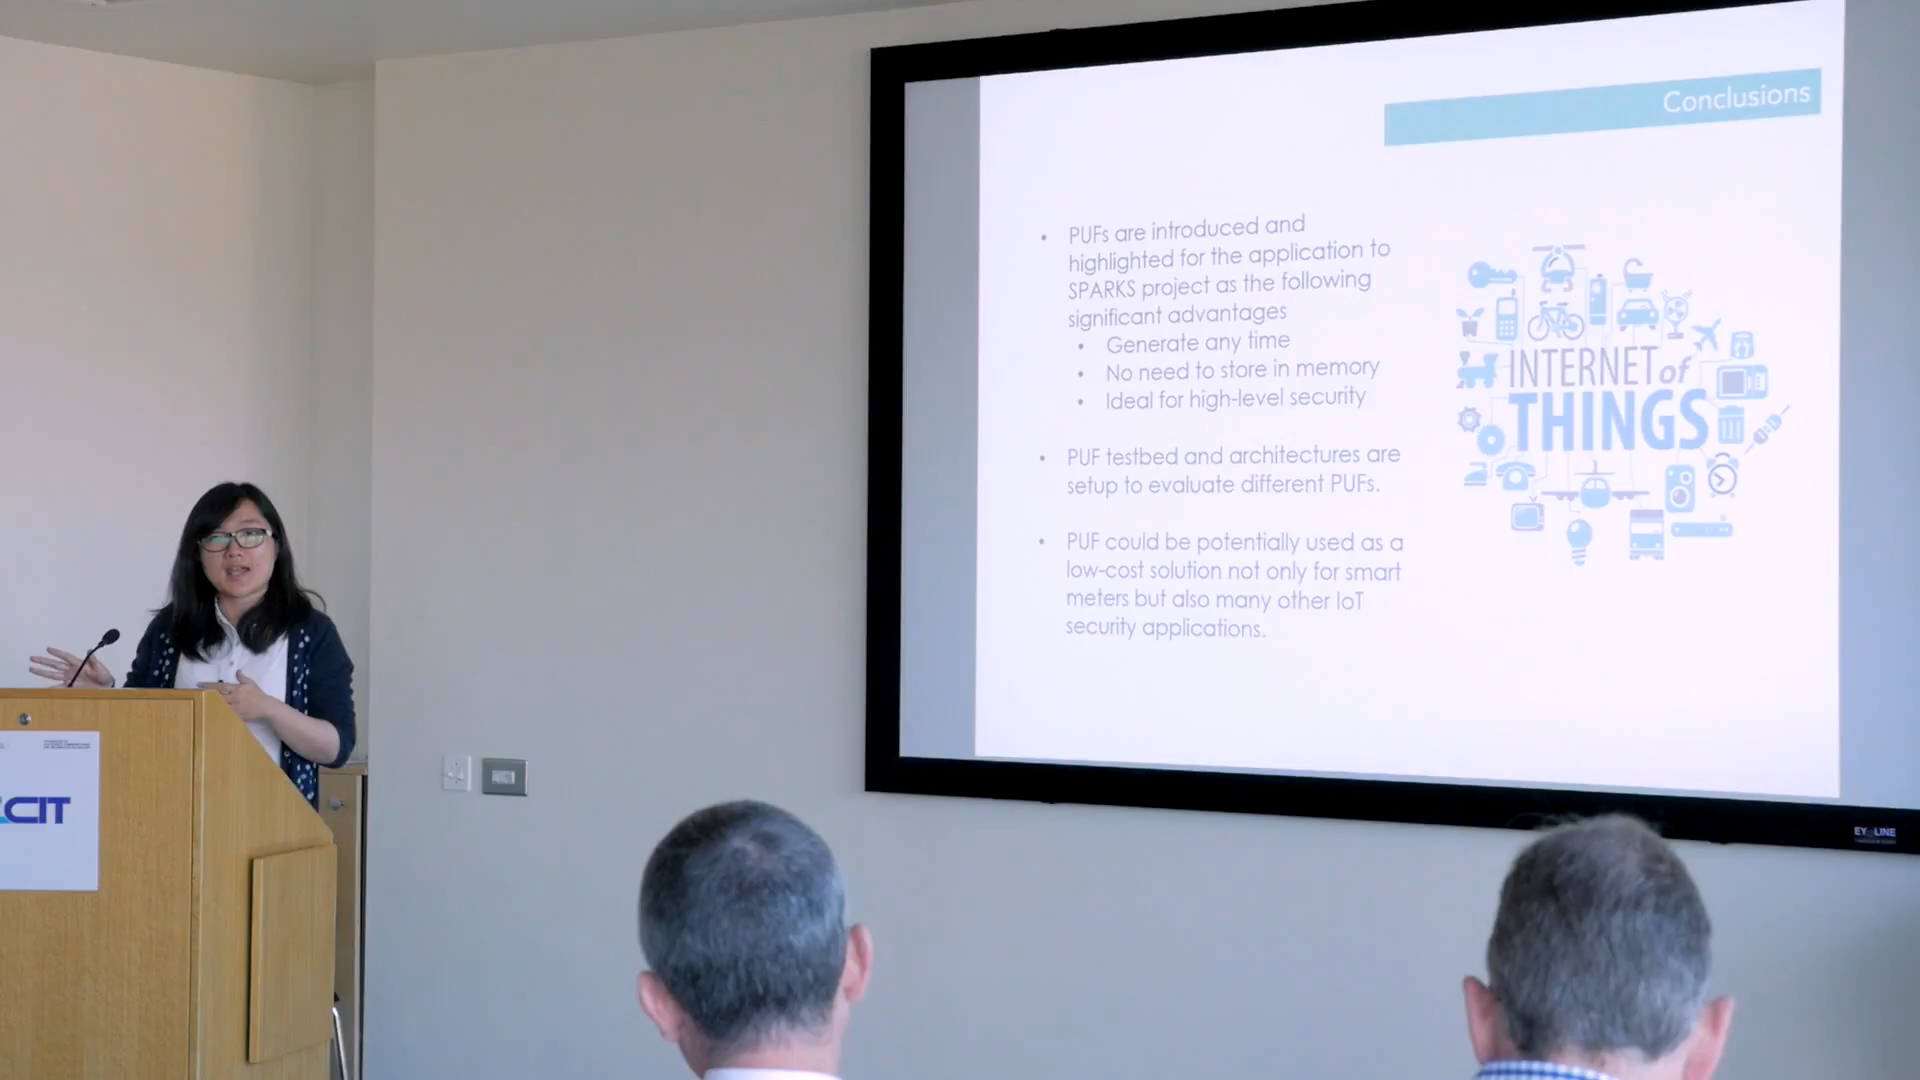 Conclusions
• PUFs are introduced and
highlighted for the application to
SPARKS project as the following
significant advantages
• Generate any time
• No need to store in memory
• Ideal for high-level security
• PUF testbed and architectures are
setup to evaluate different PUFs.
• PUF could be potentially used as a
low-cost solution not only for smart
meters but also many other IoT
security applications.
INTERNET of
THINGS
CIT
EYELINE